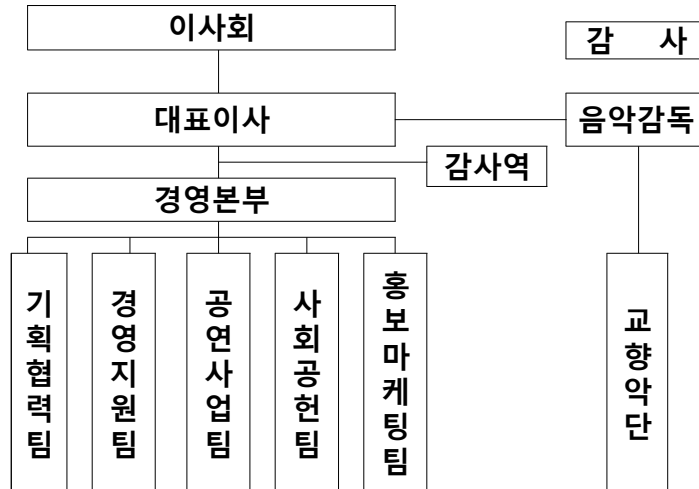 이사회
감 사
대표이사
음악감독
감사역
경영본부
기획협력팀
경영지원팀
공연사업팀
사회공헌팀
홍보마케팅팀
교향악단